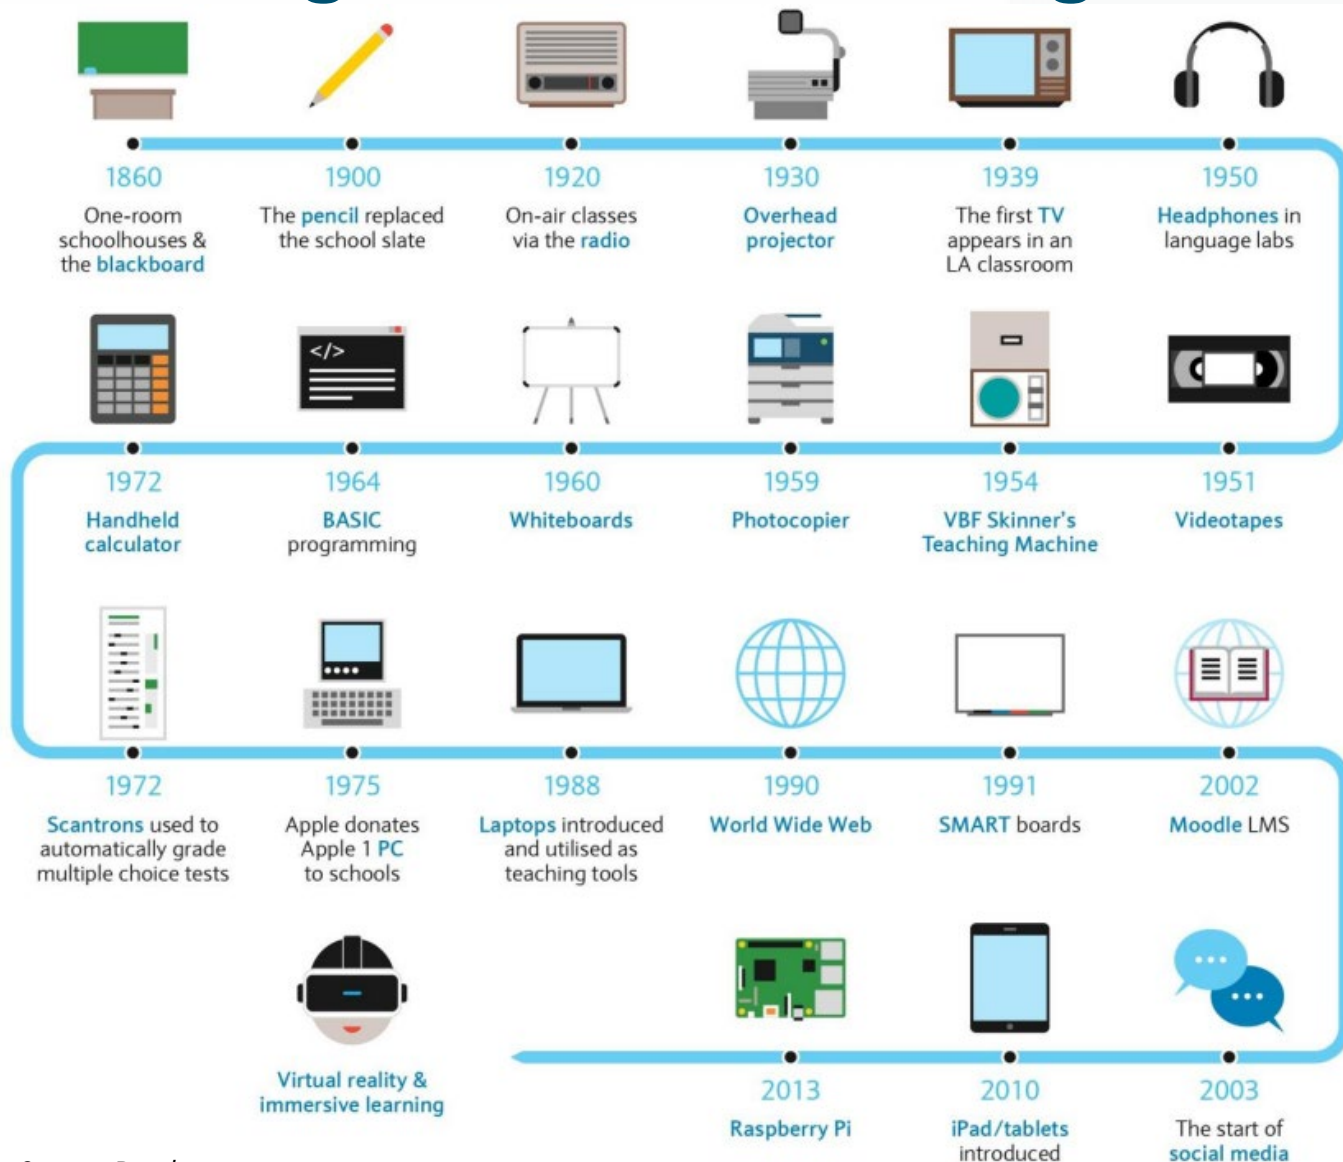 1860
One-room
schoolhouses &
the blackboard
1900
The pencil replaced
the school slate
1920
On-air classes
via the radio
1930
Overhead
projector
1939
The first TV
appears in an
LA classroom
1950
Headphones in
language labs
1972
Handheld
calculator
</>
1964
BASIC
programming
1960
Whiteboards
1959
Photocopier
1954
VBF Skinner's
Teaching Machine
1951
Videotapes
1972
Scantrons used to
automatically grade
multiple choice tests
1975
Apple donates
Apple 1 PC
to schools
1988
Laptops introduced
and utilised as
teaching tools
1990
World Wide Web
1991
SMART boards
2002
Moodle LMS
Virtual reality &
immersive learning
2013
Raspberry Pi
2010
iPad/tablets
introduced
2003
The start of
social media